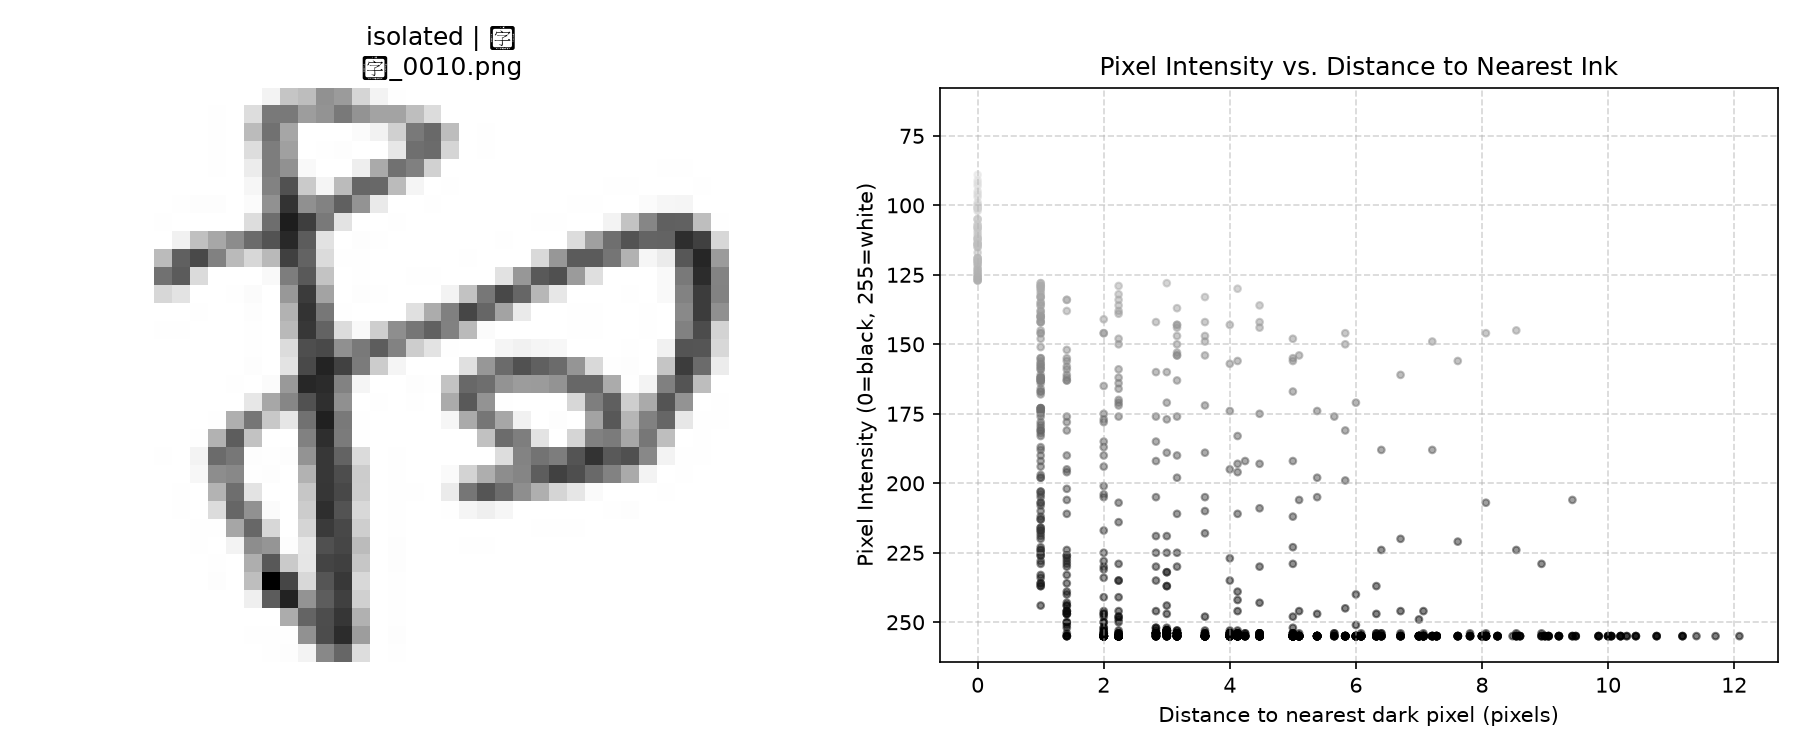 isolated |
_0010.png
Pixel Intensity vs. Distance to Nearest Ink
75
100
125
150
175
200
225
250
Pixel Intensity (0=black, 255=white)
0 2 4 6 8 10 12
Distance to nearest dark pixel (pixels)